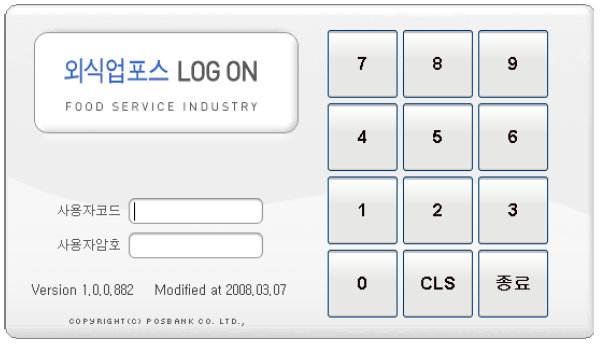 외식업포스 LOG ON
FOOD SERVICE INDUSTRY
사용자코드
사용자암호
Version 1,0,0,882 Modified at 2008,03,07
COPYRIGHT(C) POSBANK CO. LTD.,
7 8 9
4 5 6
1 2 3
0 CLS 종료